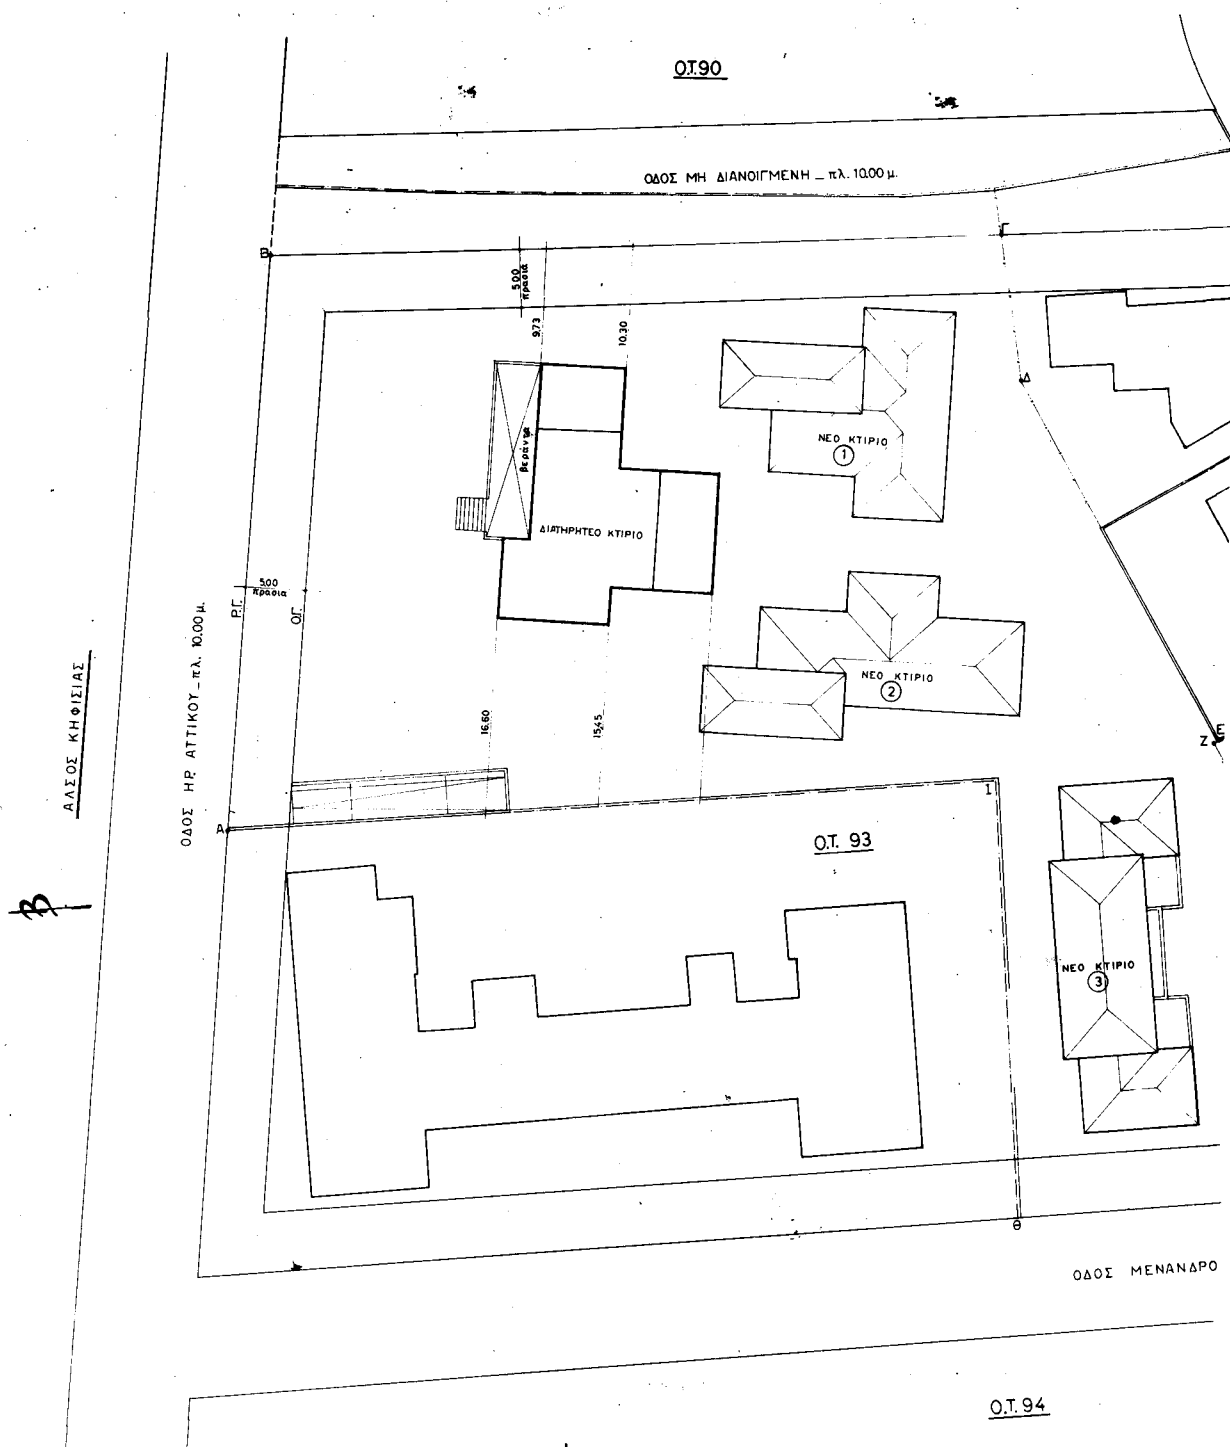 Ο.Τ.90
ΟΔΟΣ ΜΗ ΔΙΑΝΟΙΓΜΕΝΗ _ πλ. 10.00 μ.
Β
Γ
5.00
πρασιά
9.73
10.30
Δ
ΝΕΟ ΚΤΙΡΙΟ
1
βεράντα
ΔΙΑΤΗΡΗΤΕΟ ΚΤΙΡΙΟ
5.00
πρασιά
Ρ.Γ.
Ο.Γ.
ΑΛΣΟΣ ΚΗΦΙΣΙΑΣ
ΟΔΟΣ ΗΡ. ΑΤΤΙΚΟΥ _ πλ. 10.00 μ.
ΝΕΟ ΚΤΙΡΙΟ
2
16.60
15.45
Ζ
Ε
Α
Ι
Ο.Τ. 93
Β
ΝΕΟ ΚΤΙΡΙΟ
3
Θ
ΟΔΟΣ ΜΕΝΑΝΔΡΟ
Ο.Τ. 94